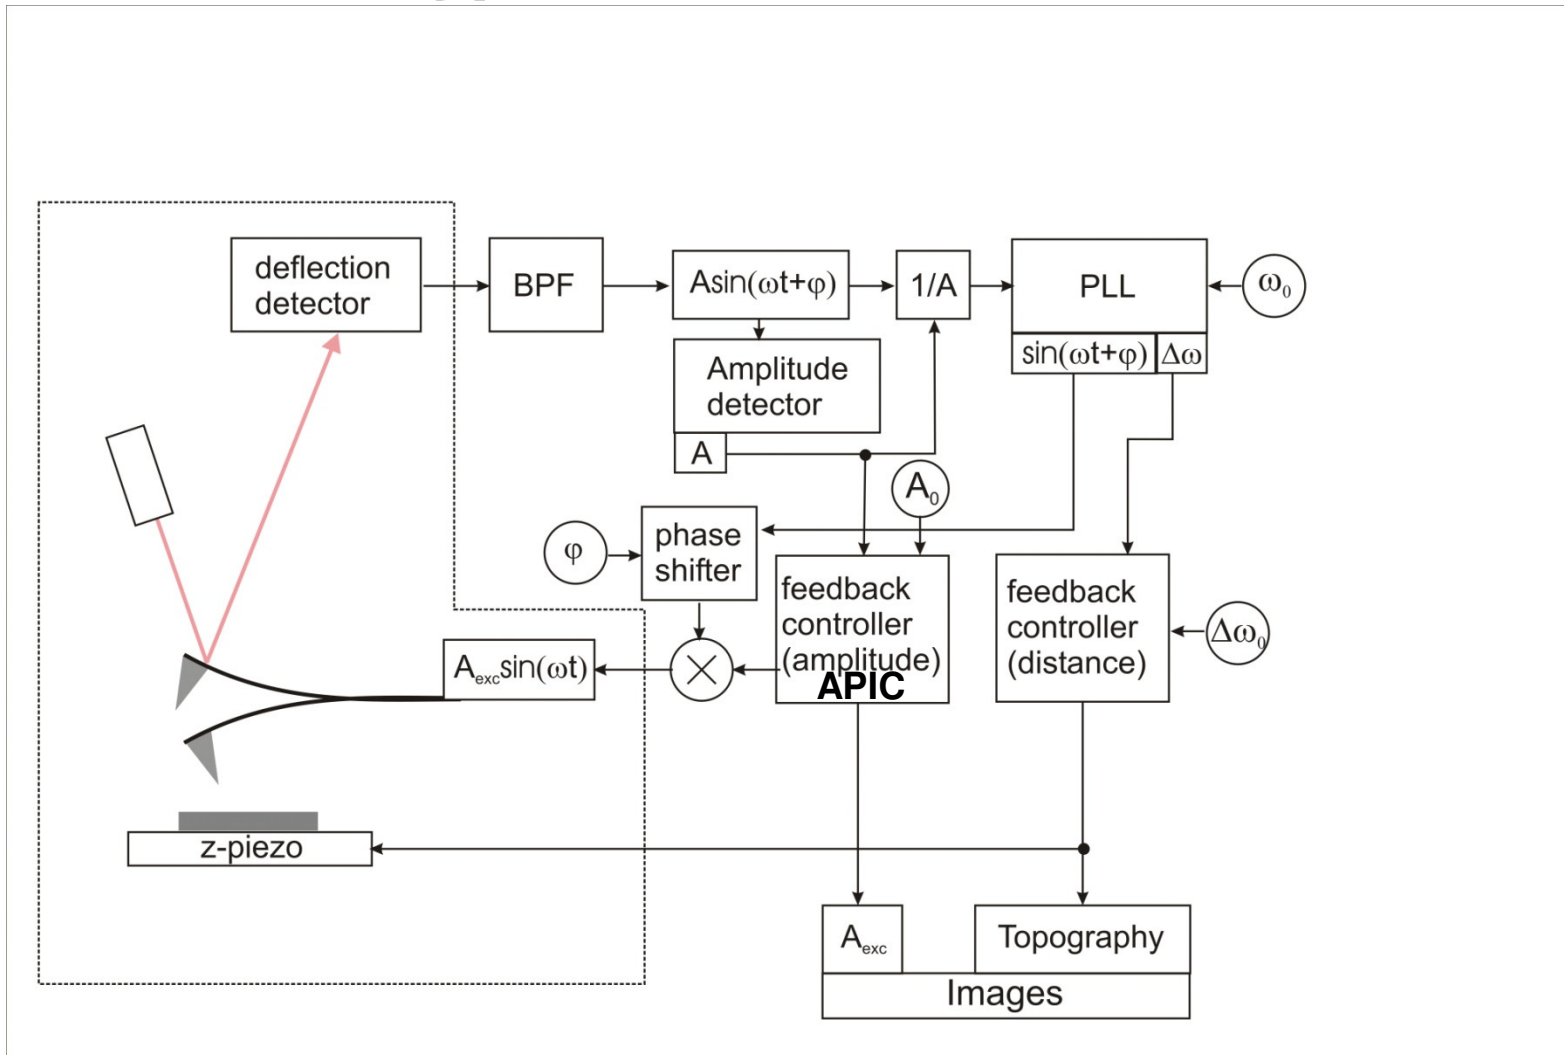 deflection
detector
BPF
Asin(ωt+φ)
1/A
PLL
ω₀
sin(ωt+φ)
Δω
Amplitude
detector
A
A₀
φ
phase
shifter
feedback
controller
(amplitude)
APIC
feedback
controller
(distance)
Δω₀
Aexcsin(ωt)
z-piezo
Aexc
Topography
Images